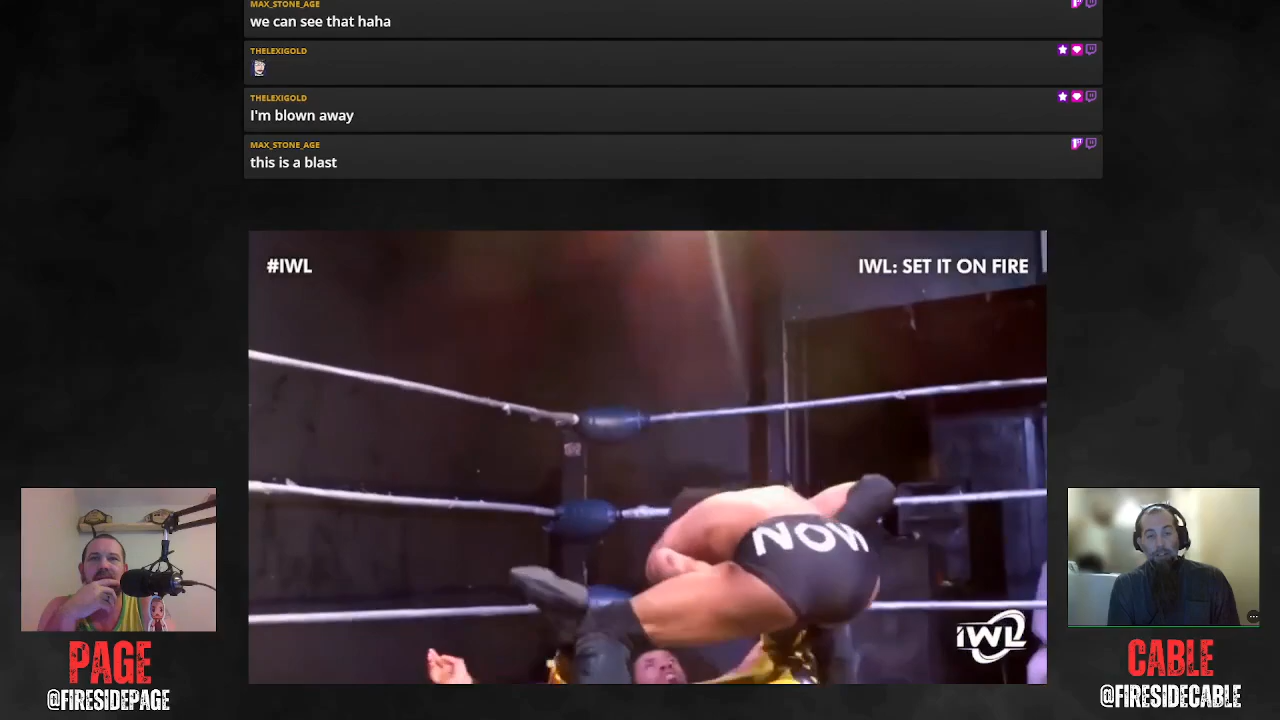 MAX_STONE_AGE
we can see that haha
THELEXIGOLD
THELEXIGOLD
I'm blown away
MAX_STONE_AGE
this is a blast
#IWL
IWL: SET IT ON FIRE
NOW
IWL
PAGE
@FIRESIDEPAGE
CABLE
@FIRESIDECABLE